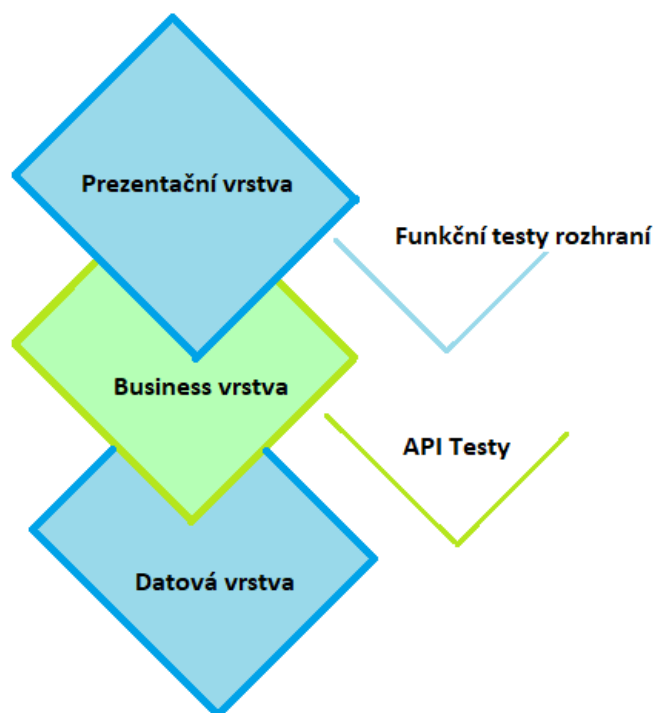 Prezentační vrstva
Funkční testy rozhraní
Business vrstva
API Testy
Datová vrstva